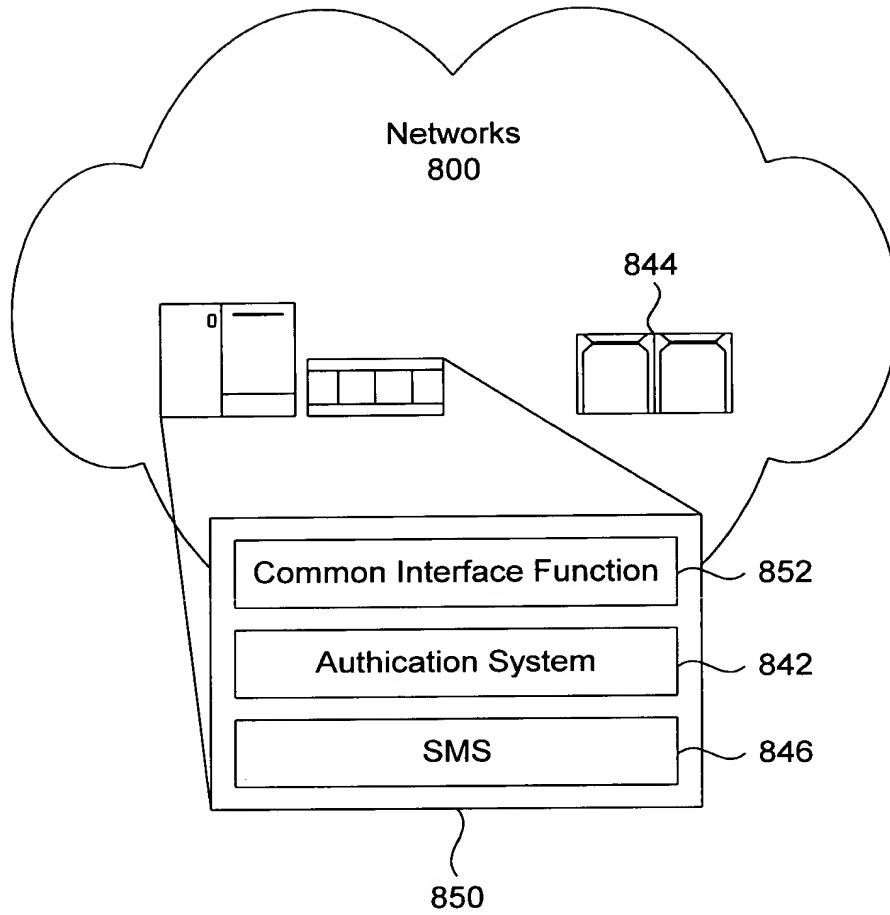 Networks
800
844
Common Interface Function
852
Authication System
842
SMS
846
850